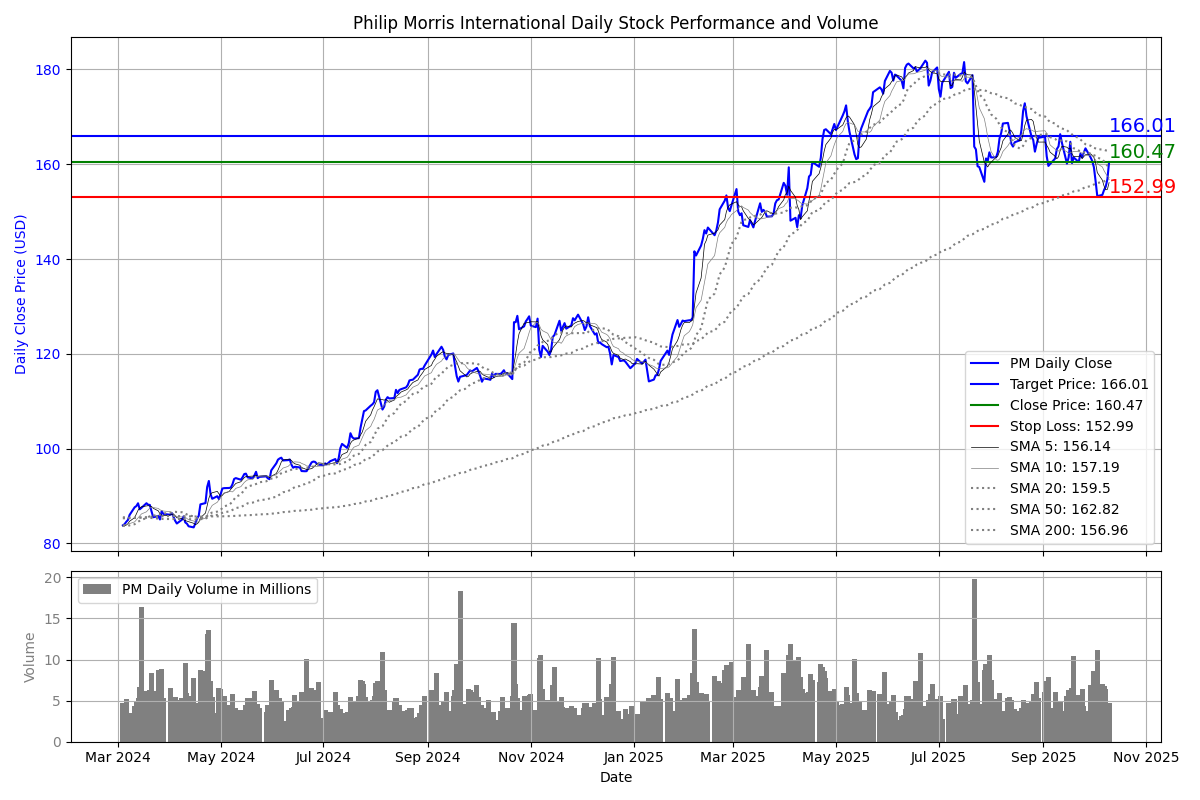 Philip Morris International Daily Stock Performance and Volume
Daily Close Price (USD)
180
160
140
120
100
80
166.01
160.47
152.99
PM Daily Close
Target Price: 166.01
Close Price: 160.47
Stop Loss: 152.99
SMA 5: 156.14
SMA 10: 157.19
SMA 20: 159.5
SMA 50: 162.82
SMA 200: 156.96
Volume
20
15
10
5
0
PM Daily Volume in Millions
Mar 2024 May 2024 Jul 2024 Sep 2024 Nov 2024 Jan 2025 Mar 2025 May 2025 Jul 2025 Sep 2025 Nov 2025
Date